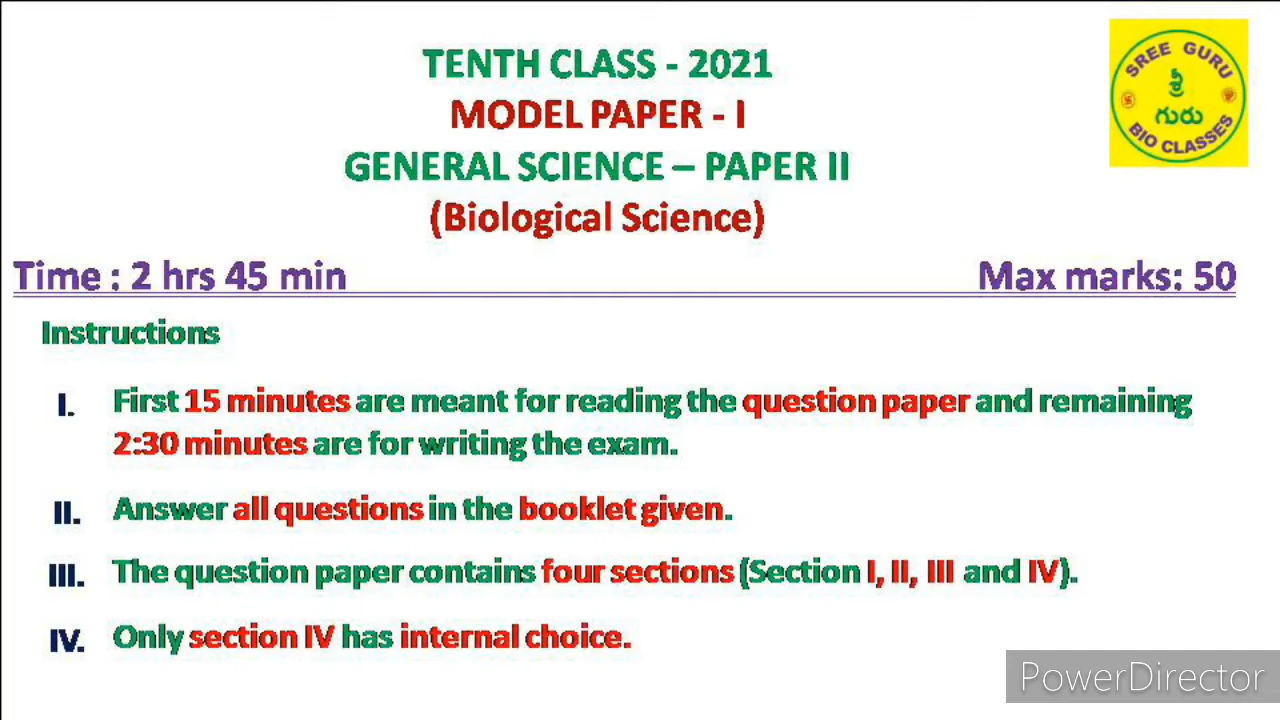 TENTH CLASS - 2021
MODEL PAPER - I
GENERAL SCIENCE – PAPER II
(Biological Science)
SREE GURU
శ్రీ
గురు
BIO CLASSES
Time : 2 hrs 45 min
Max marks: 50
Instructions
I. First 15 minutes are meant for reading the question paper and remaining
2:30 minutes are for writing the exam.
II. Answer all questions in the booklet given.
III. The question paper contains four sections (Section I, II, III and IV).
IV. Only section IV has internal choice.
PowerDirector